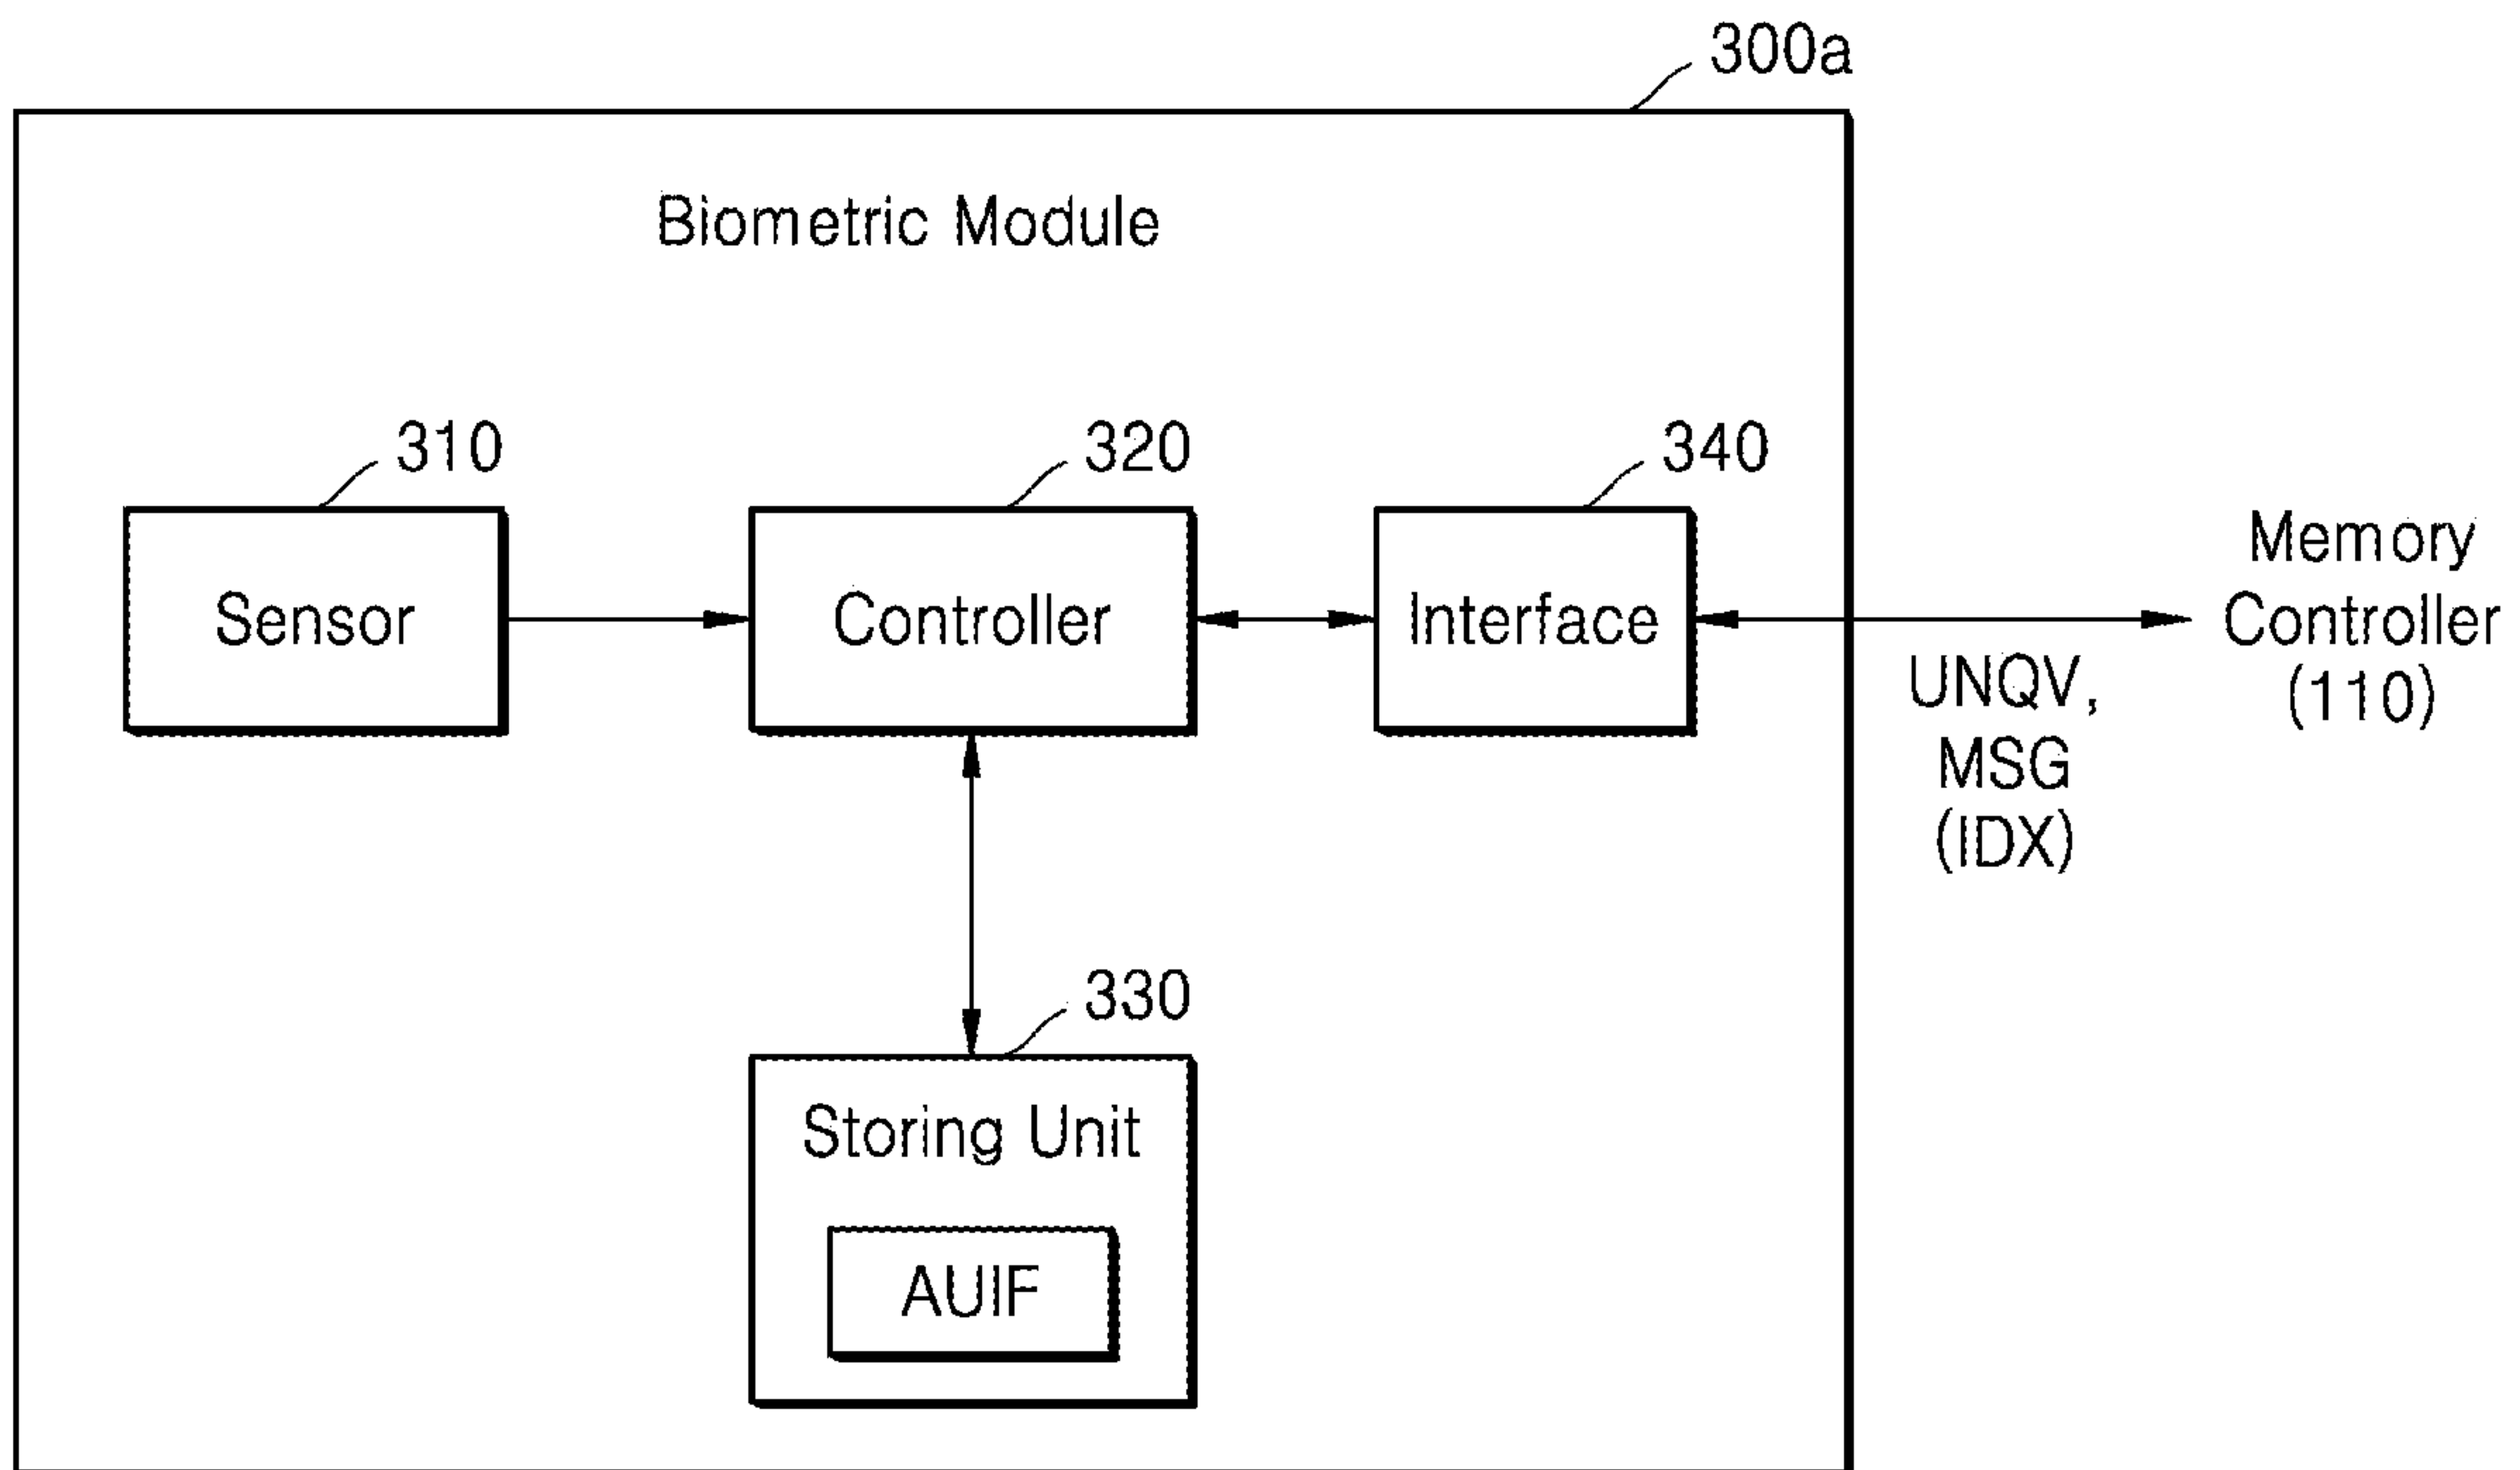 300a
Biometric Module
310
320
340
Sensor
Controller
Interface
Memory
Controller
(110)
UNQV,
MSG
(IDX)
330
Storing Unit
AUIF